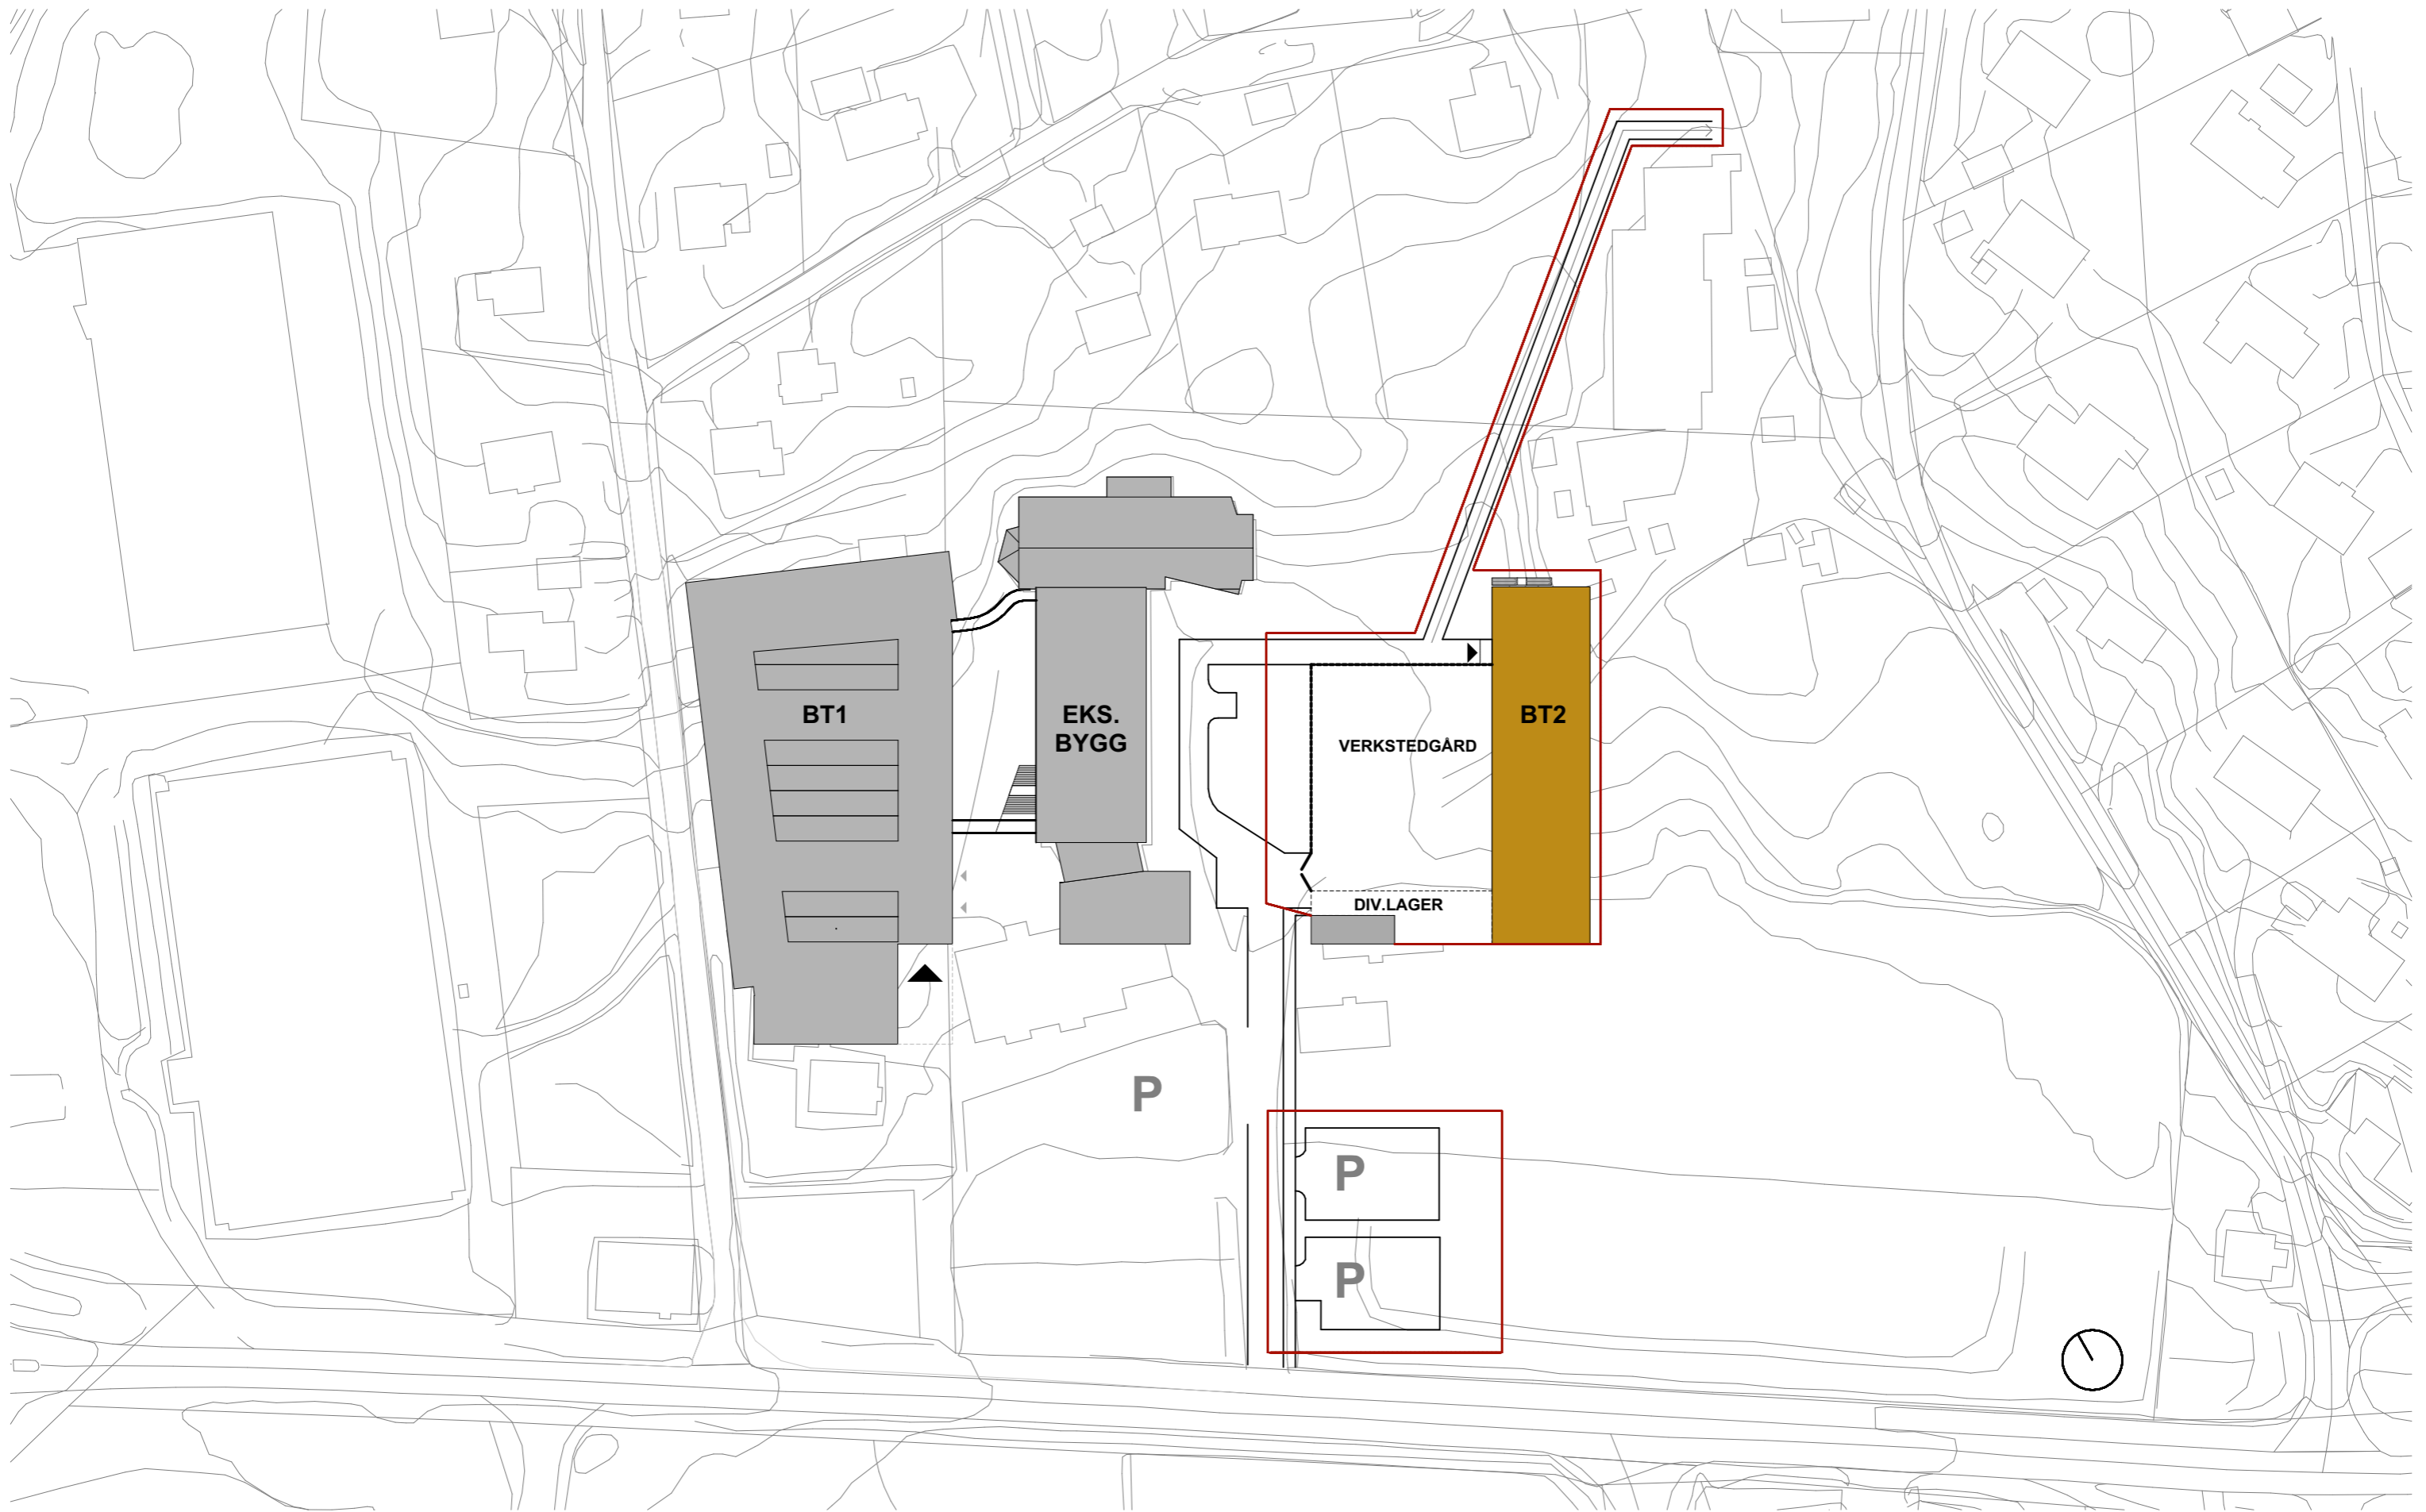 BT1
EKS.
BYGG
BT2
VERKSTEDGÅRD
DIV.LAGER
P
P
P